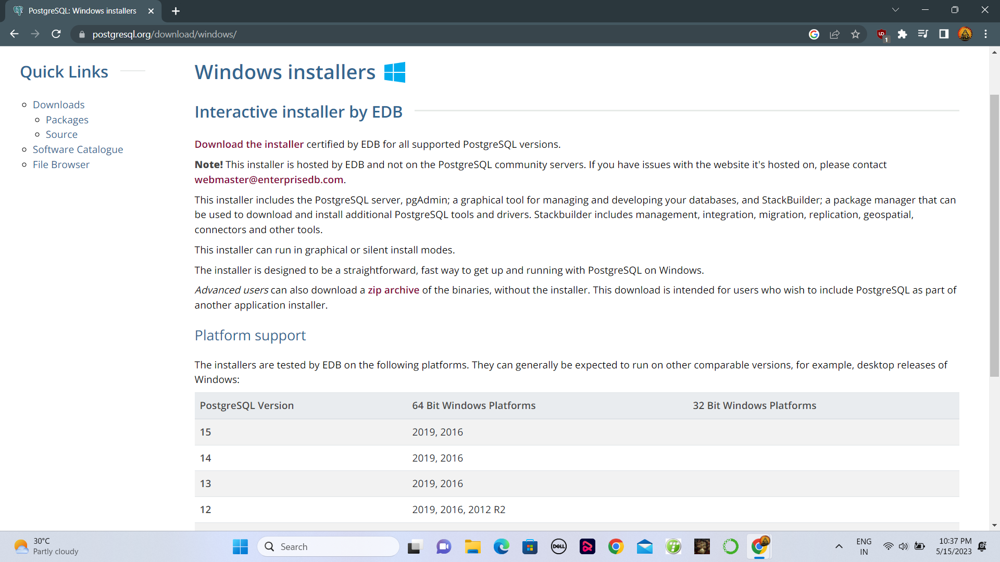 PostgreSQL: Windows installers
postgresql.org/download/windows/
1
Quick Links
Downloads
Packages
Source
Software Catalogue
File Browser
Windows installers
Interactive installer by EDB
Download the installer certified by EDB for all supported PostgreSQL versions.
Note! This installer is hosted by EDB and not on the PostgreSQL community servers. If you have issues with the website it's hosted on, please contact
webmaster@enterprisedb.com.
This installer includes the PostgreSQL server, pgAdmin; a graphical tool for managing and developing your databases, and StackBuilder; a package manager that can
be used to download and install additional PostgreSQL tools and drivers. Stackbuilder includes management, integration, migration, replication, geospatial,
connectors and other tools.
This installer can run in graphical or silent install modes.
The installer is designed to be a straightforward, fast way to get up and running with PostgreSQL on Windows.
Advanced users can also download a zip archive of the binaries, without the installer. This download is intended for users who wish to include PostgreSQL as part of
another application installer.
Platform support
The installers are tested by EDB on the following platforms. They can generally be expected to run on other comparable versions, for example, desktop releases of
Windows:
PostgreSQL Version 64 Bit Windows Platforms 32 Bit Windows Platforms
15 2019, 2016
14 2019, 2016
13 2019, 2016
12 2019, 2016, 2012 R2
30°C
Partly cloudy
Search
DELL
ENG
IN
10:37 PM
5/15/2023